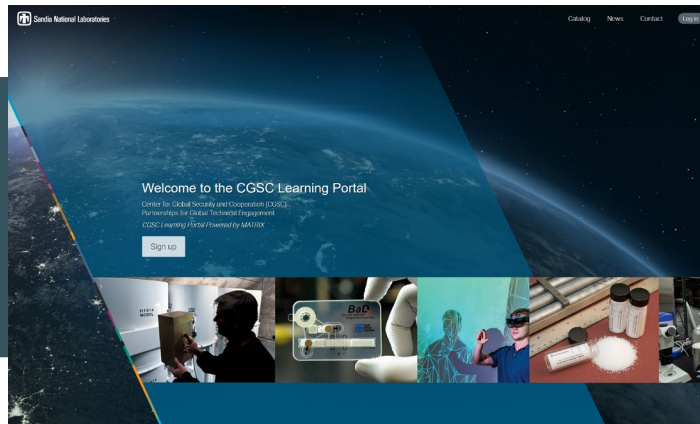 Sandia National Laboratories
Catalog News Contact Log in
Welcome to the CGSC Learning Portal
Center for Global Security and Cooperation (CGSC)
Partnerships for Global Technical Engagement
CGSC Learning Portal Powered by MATRIX
Sign up
MODEL
BaD